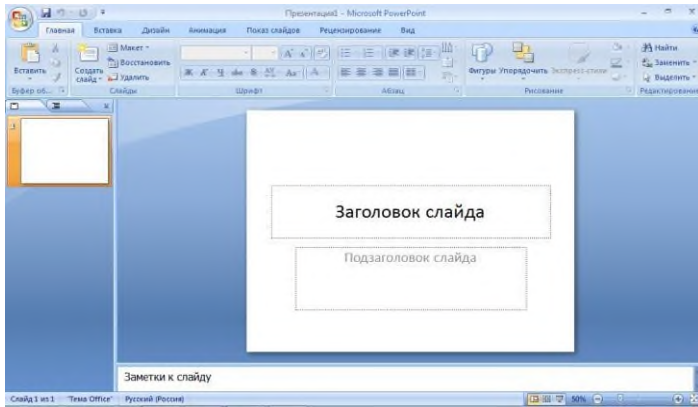 Презентация1 - Microsoft PowerPoint
Главная Вставка Дизайн Анимация Показ слайдов Рецензирование Вид
Вставить
Создать слайд
Макет
Восстановить
Удалить
Фигуры Упорядочить Экспресс-стили
Найти
Заменить
Выделить
Буфер об... Слайды Шрифт Абзац Рисование Редактирование
Заголовок слайда
Подзаголовок слайда
Заметки к слайду
Слайд 1 из 1 "Тема Office" Русский (Россия) 50%